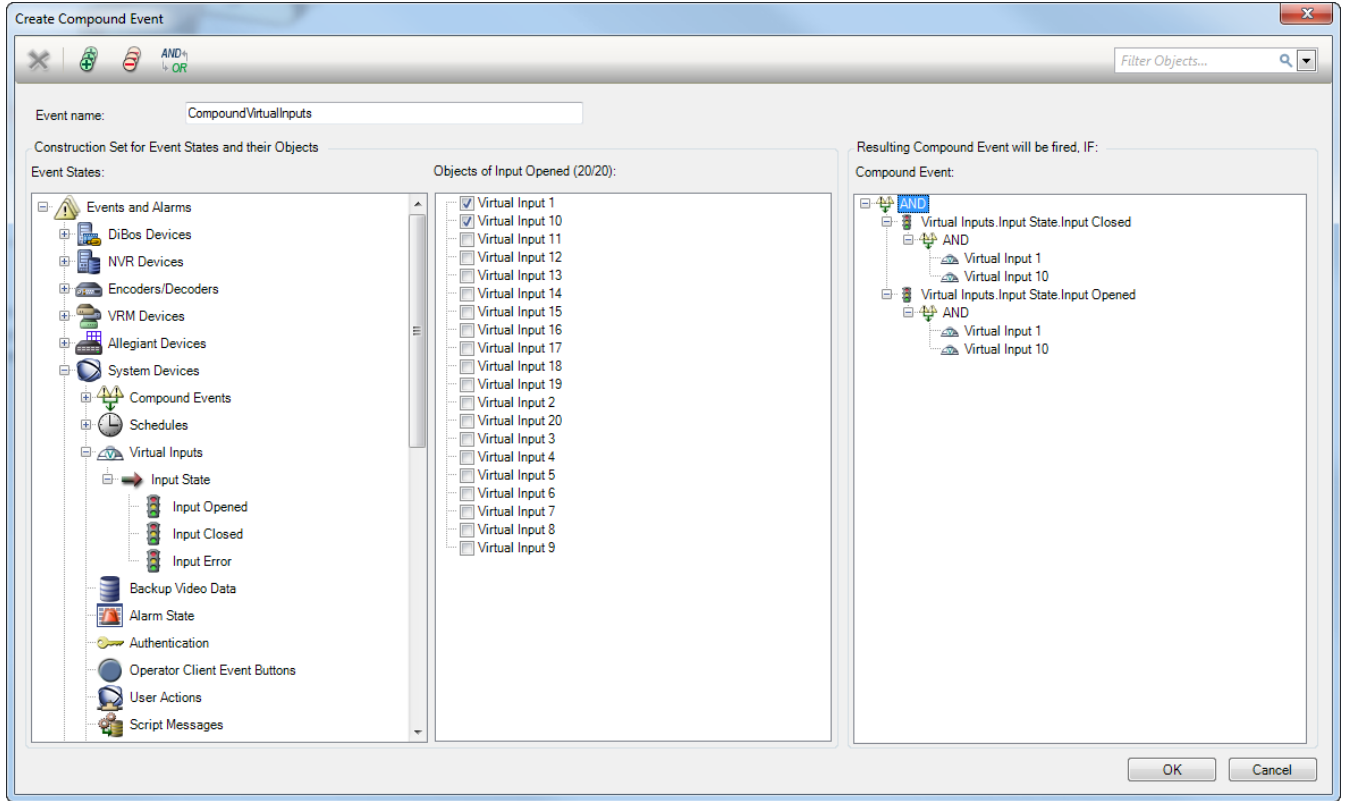 Create Compound Event
AND
OR
Filter Objects...
Event name:
CompoundVirtualInputs
Construction Set for Event States and their Objects
Event States:
Events and Alarms
DiBos Devices
NVR Devices
Encoders/Decoders
VRM Devices
Allegiant Devices
System Devices
Compound Events
Schedules
Virtual Inputs
Input State
Input Opened
Input Closed
Input Error
Backup Video Data
Alarm State
Authentication
Operator Client Event Buttons
User Actions
Script Messages
Objects of Input Opened (20/20):
Virtual Input 1
Virtual Input 10
Virtual Input 11
Virtual Input 12
Virtual Input 13
Virtual Input 14
Virtual Input 15
Virtual Input 16
Virtual Input 17
Virtual Input 18
Virtual Input 19
Virtual Input 2
Virtual Input 20
Virtual Input 3
Virtual Input 4
Virtual Input 5
Virtual Input 6
Virtual Input 7
Virtual Input 8
Virtual Input 9
Resulting Compound Event will be fired, IF:
Compound Event:
AND
Virtual Inputs.Input State.Input Closed
AND
Virtual Input 1
Virtual Input 10
Virtual Inputs.Input State.Input Opened
AND
Virtual Input 1
Virtual Input 10
OK
Cancel